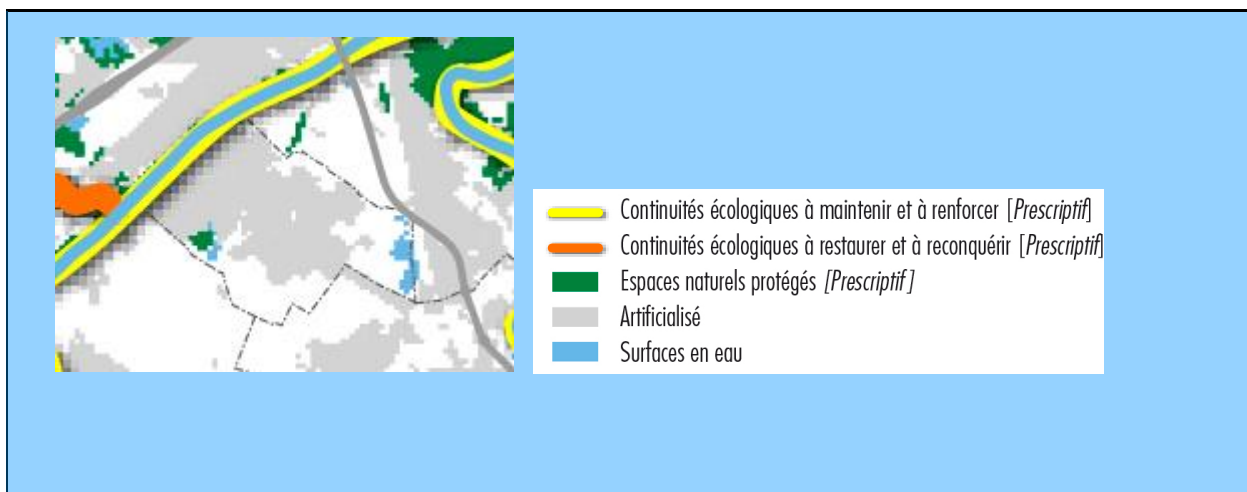 Continuités écologiques à maintenir et à renforcer [Prescriptif]
Continuités écologiques à restaurer et à reconquérir [Prescriptif]
Espaces naturels protégés [Prescriptif ]
Artificialisé
Surfaces en eau